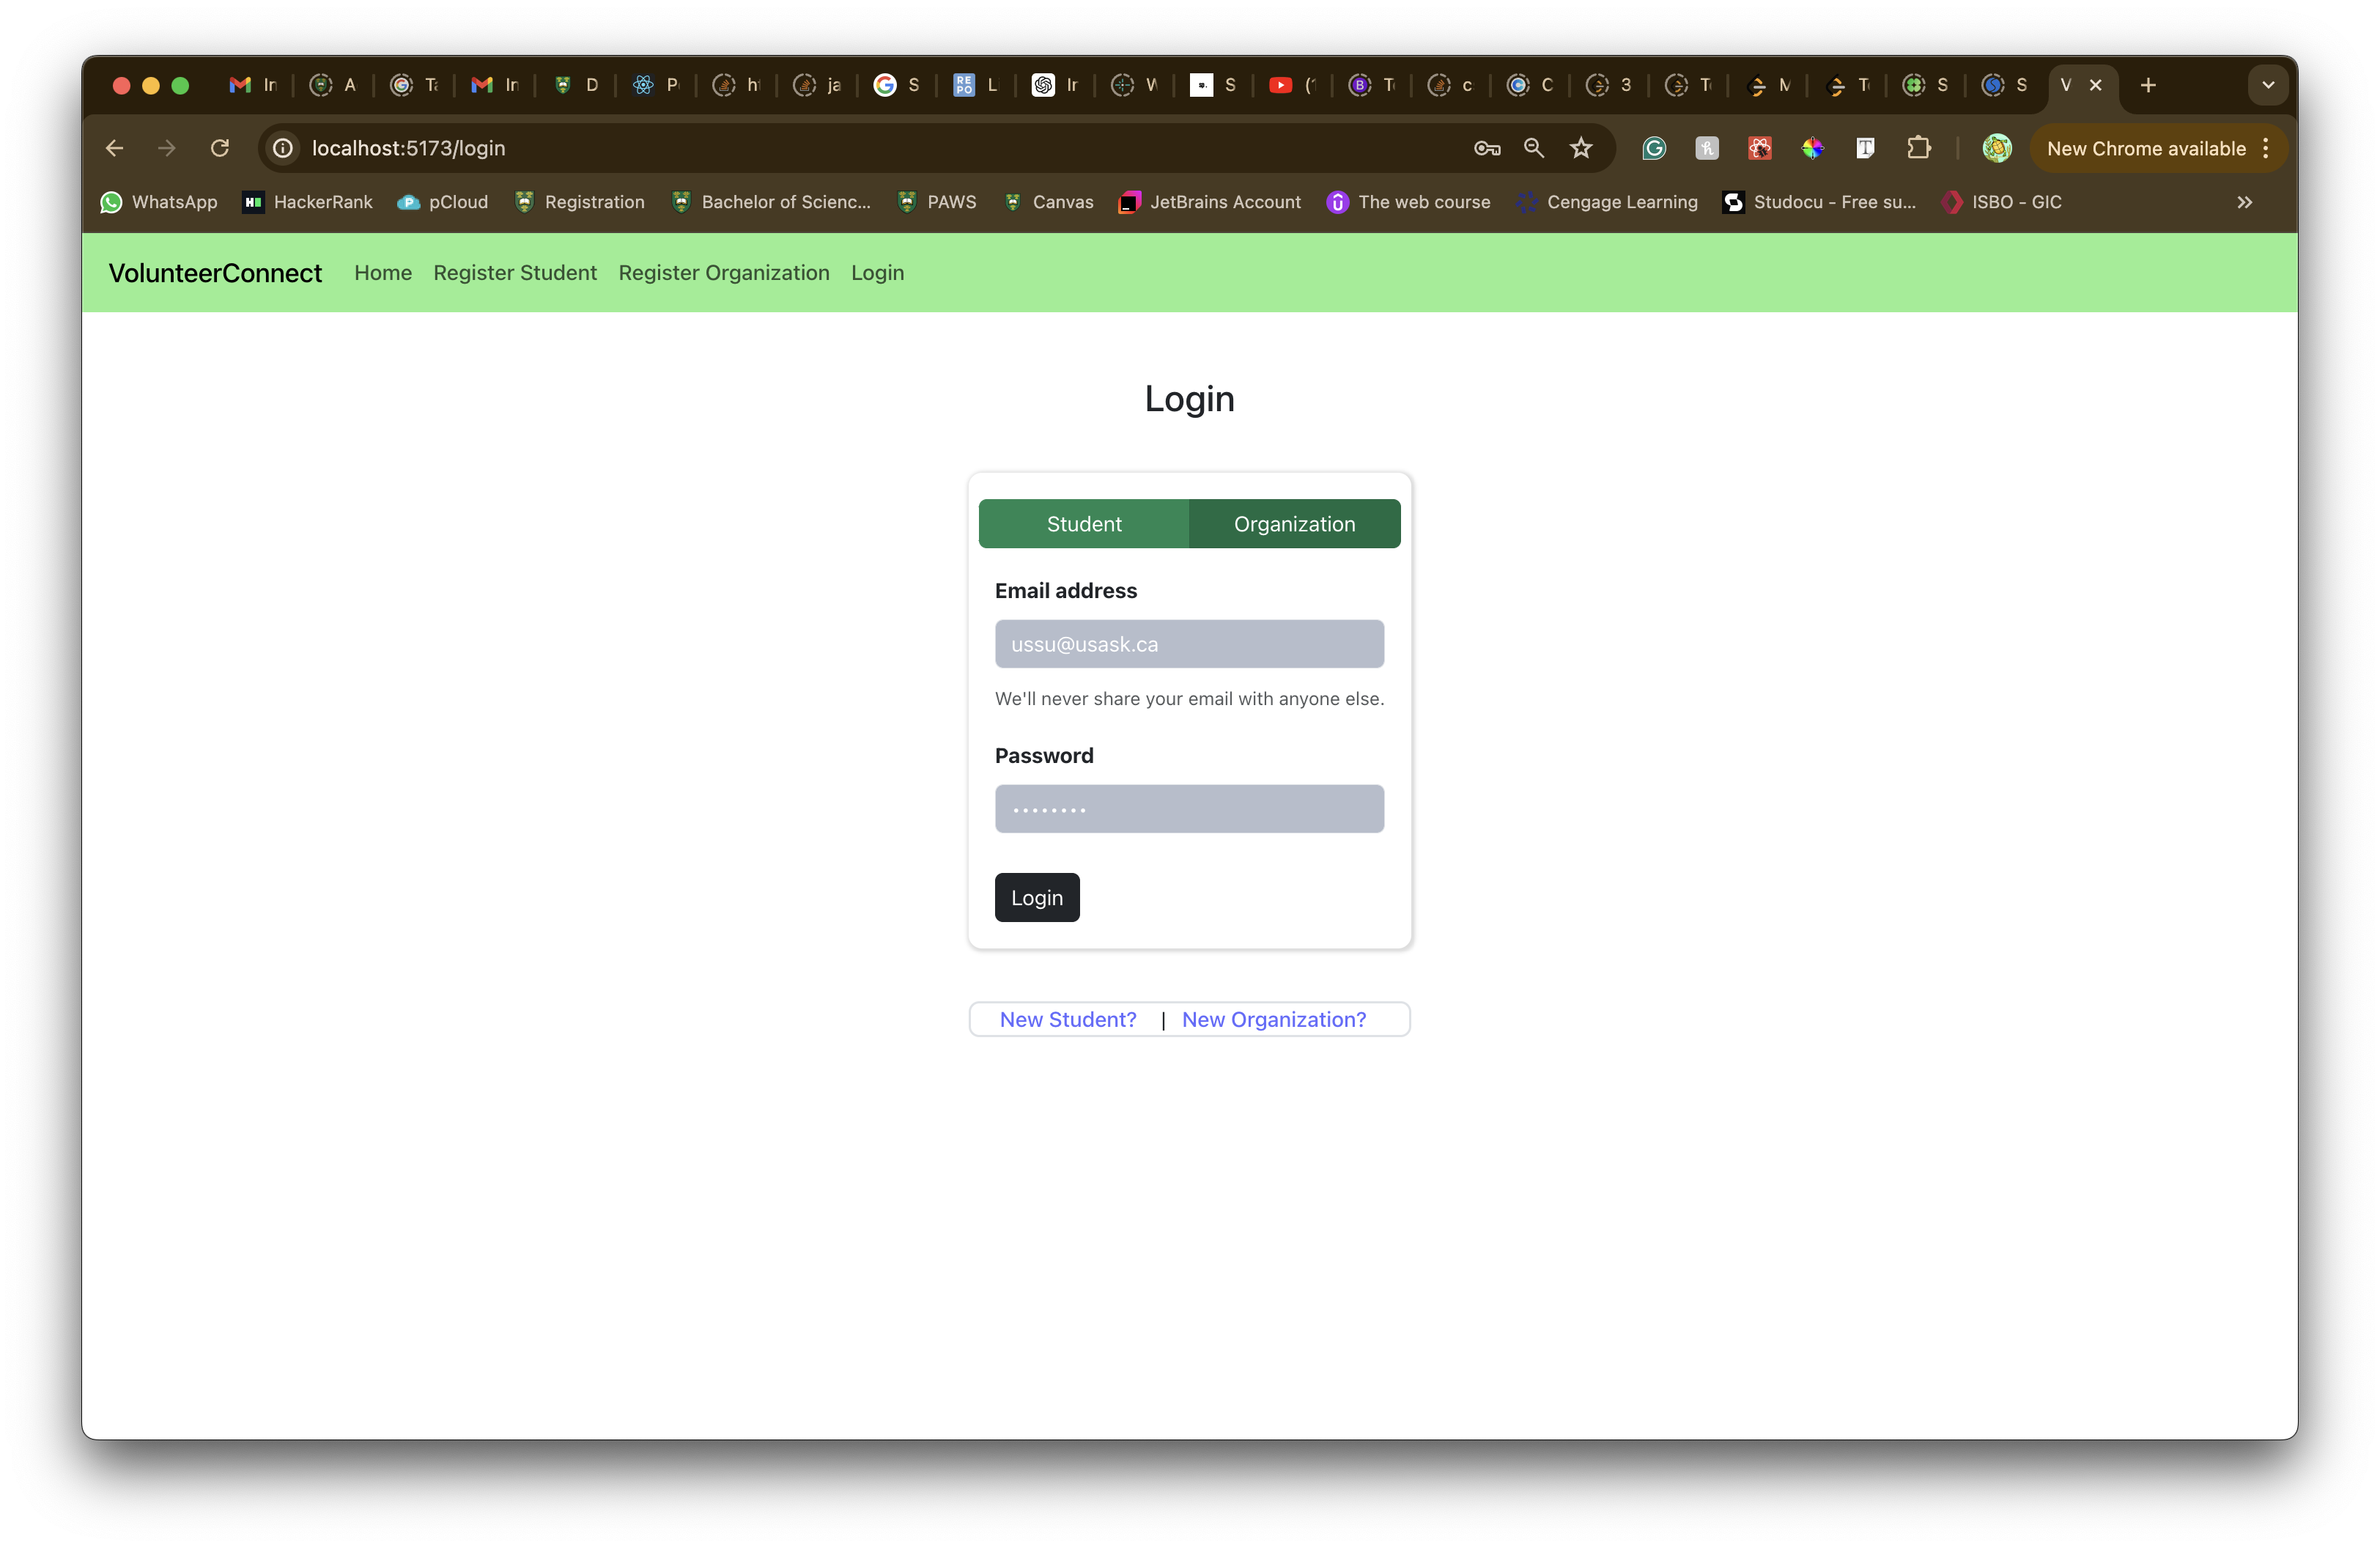 In A Ta In D P ht ja S L In W S (1 T c C 3 T M T S S V
localhost:5173/login New Chrome available
WhatsApp HackerRank pCloud Registration Bachelor of Scienc... PAWS Canvas JetBrains Account The web course Cengage Learning Studocu - Free su... ISBO - GIC
VolunteerConnect Home Register Student Register Organization Login
Login
Student Organization
Email address
ussu@usask.ca
We'll never share your email with anyone else.
Password
••••••••
Login
New Student? | New Organization?